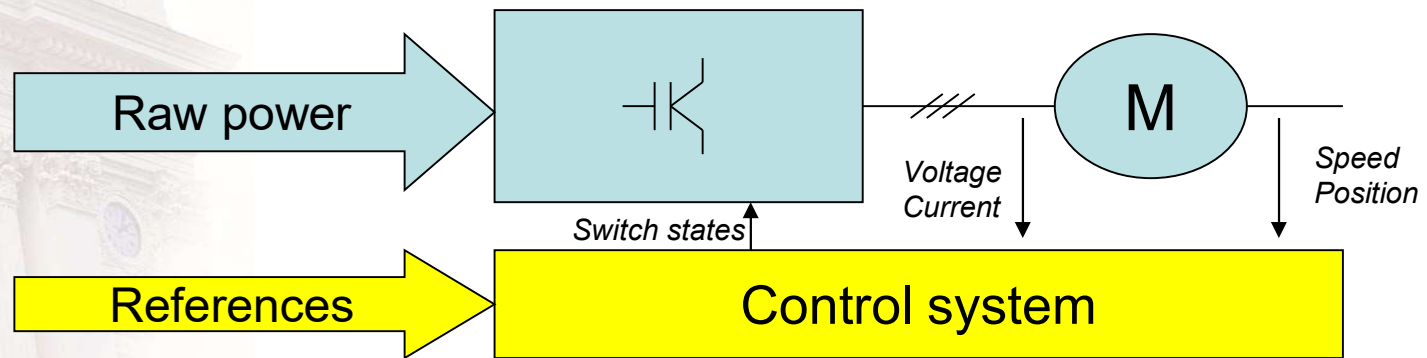 Raw power
M
Voltage
Current
Speed
Position
Switch states
References
Control system